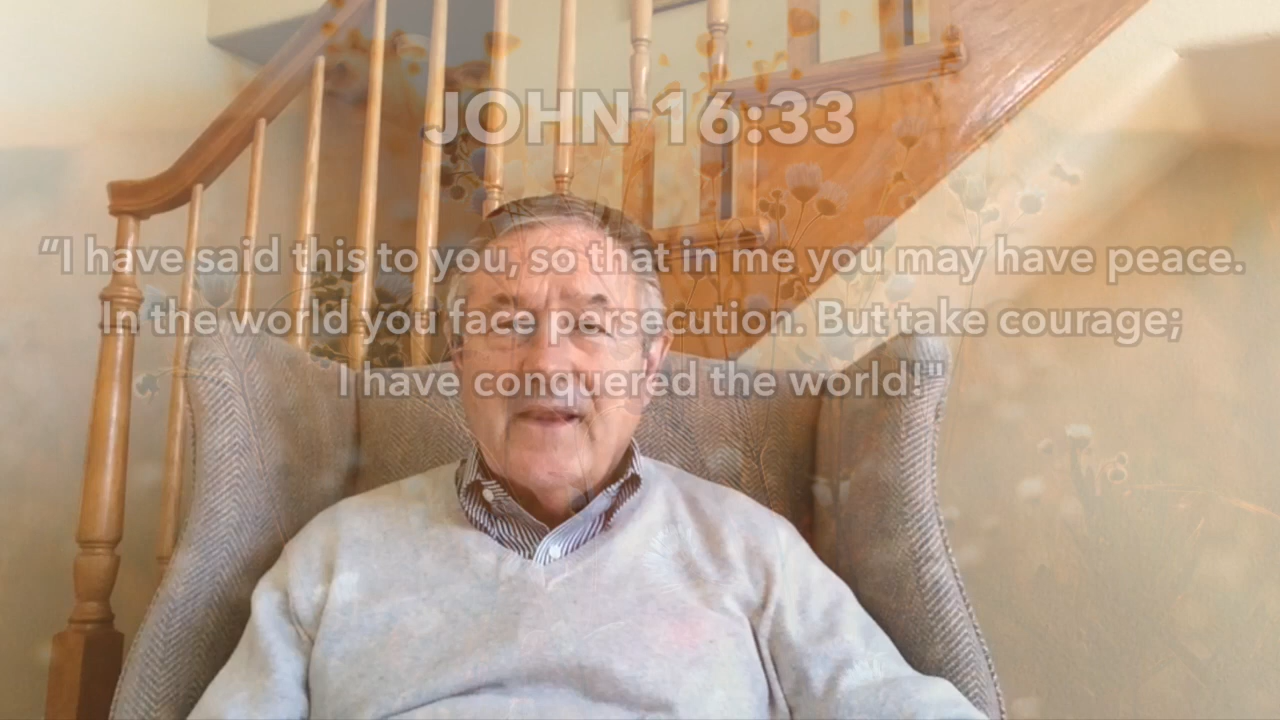 JOHN 16:33
“I have said this to you, so that in me you may have peace.
In the world you face persecution. But take courage;
I have conquered the world!”